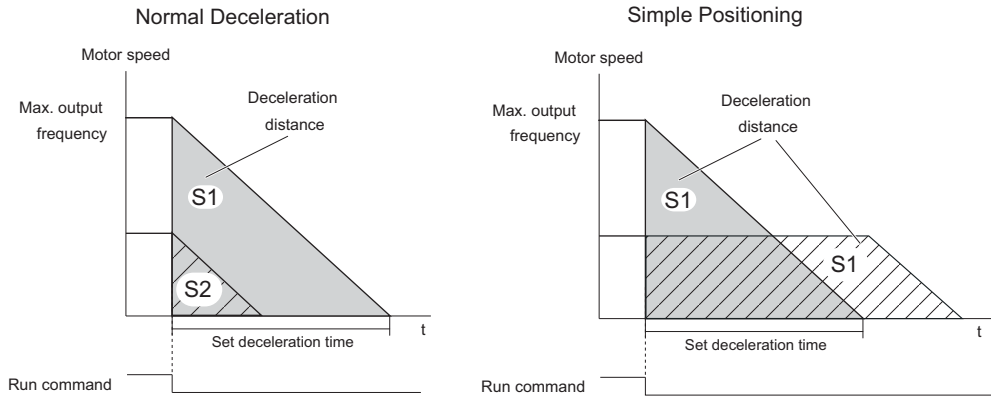 Normal Deceleration
Motor speed
Max. output
frequency
Deceleration
distance
S1
S2
t
Set deceleration time
Run command
Simple Positioning
Motor speed
Max. output
frequency
Deceleration
distance
S1
S1
t
Set deceleration time
Run command